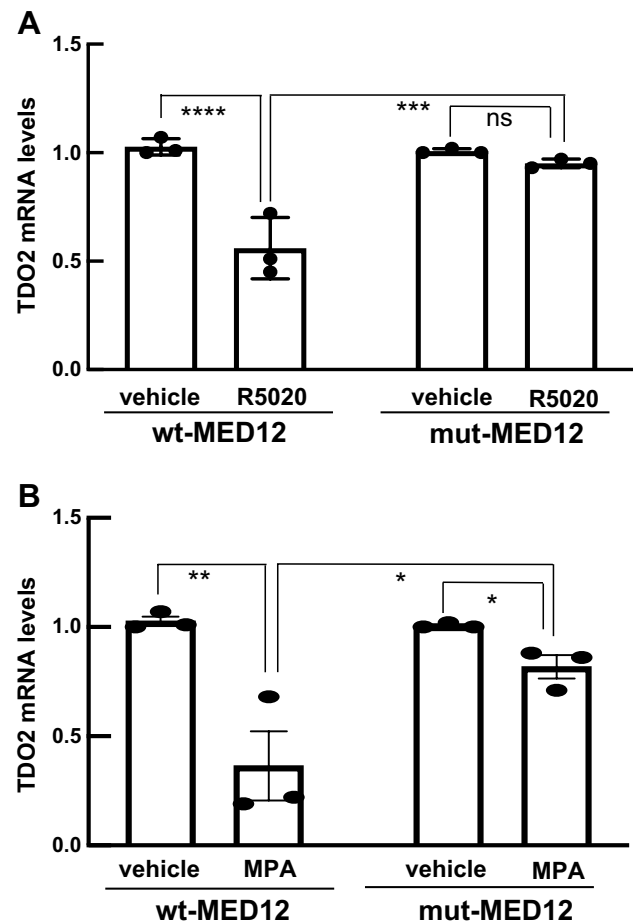 A
1.5
1.0
0.5
0.0
TDO2 mRNA levels
****
***
ns
vehicle R5020 vehicle R5020
wt-MED12 mut-MED12
B
1.5
1.0
0.5
0.0
TDO2 mRNA levels
**
*
*
vehicle MPA vehicle MPA
wt-MED12 mut-MED12